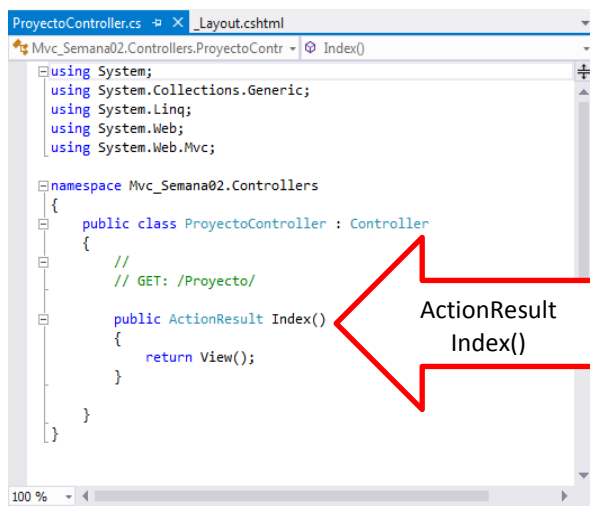 ProyectoController.cs _Layout.cshtml
Mvc_Semana02.Controllers.ProyectoContr Index()
using System;
using System.Collections.Generic;
using System.Linq;
using System.Web;
using System.Web.Mvc;
namespace Mvc_Semana02.Controllers
{
public class ProyectoController : Controller
{
//
// GET: /Proyecto/
public ActionResult Index()
{
return View();
}
}
}
ActionResult
Index()
100 %